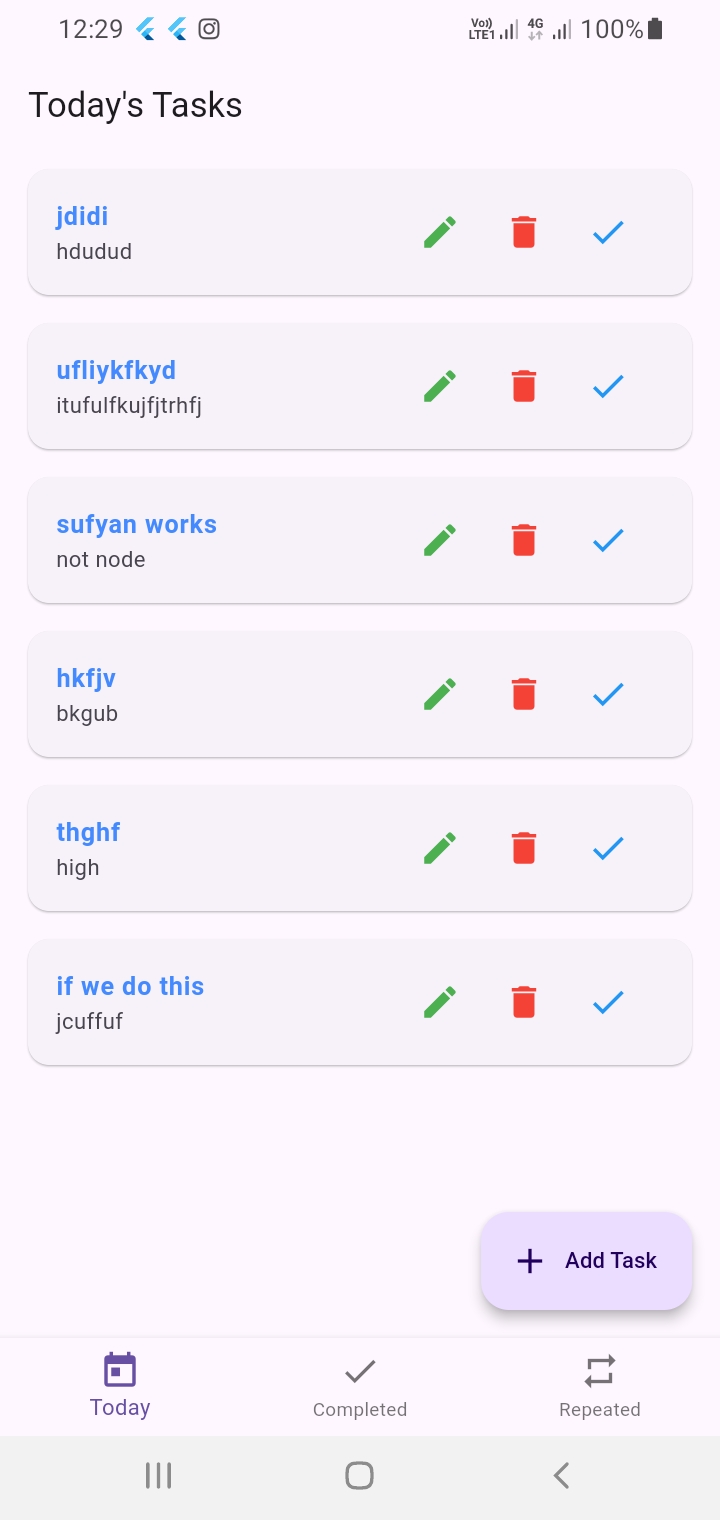 12:29
Vo)) LTE1 4G 100%
Today's Tasks
jdidi
hdudud
ufliykfkyd
itufulfkujfjtrhfj
sufyan works
not node
hkfjv
bkgub
thghf
high
if we do this
jcuffuf
Add Task
Today
Completed
Repeated